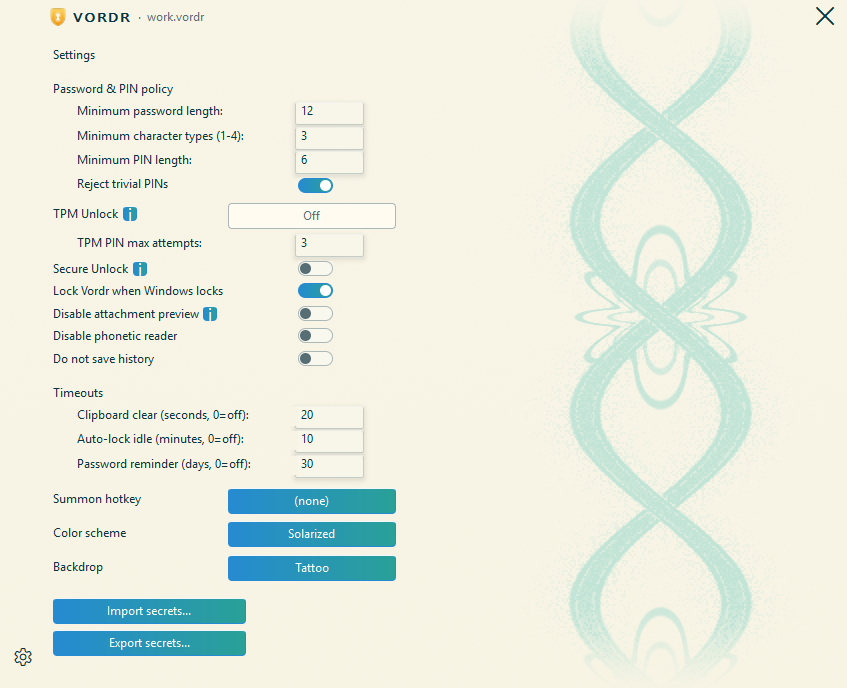 VORDR · work.vordr
Settings
Password & PIN policy
Minimum password length: 12
Minimum character types (1-4): 3
Minimum PIN length: 6
Reject trivial PINs
TPM Unlock i Off
TPM PIN max attempts: 3
Secure Unlock i
Lock Vordr when Windows locks
Disable attachment preview i
Disable phonetic reader
Do not save history
Timeouts
Clipboard clear (seconds, 0=off): 20
Auto-lock idle (minutes, 0=off): 10
Password reminder (days, 0=off): 30
Summon hotkey (none)
Color scheme Solarized
Backdrop Tattoo
Import secrets...
Export secrets...